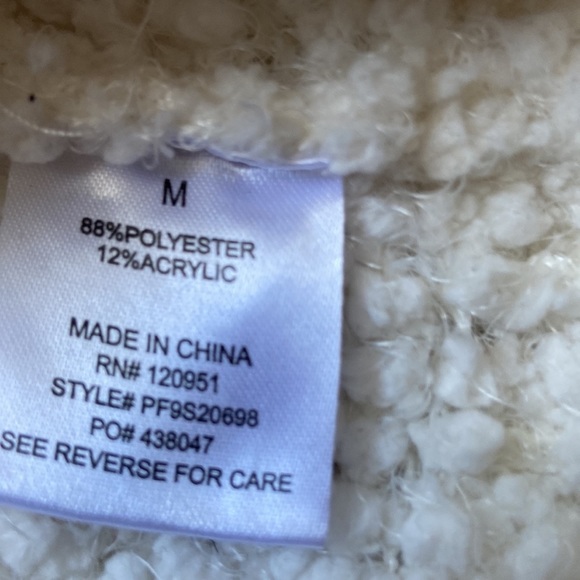 M
88%POLYESTER
12%ACRYLIC
MADE IN CHINA
RN# 120951
STYLE# PF9S20698
PO# 438047
SEE REVERSE FOR CARE